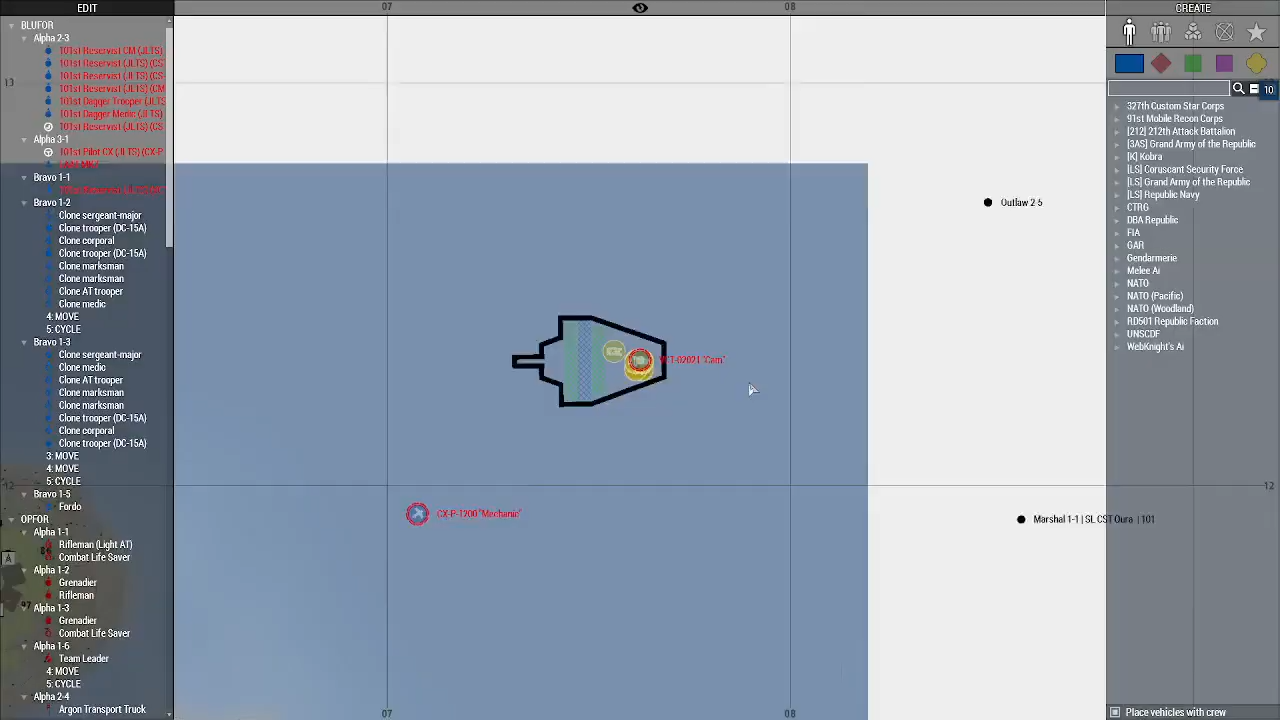 EDIT
BLUFOR
Alpha 2-3
101st Reservist CM (JLTS)
101st Reservist (JLTS) (CS
101st Reservist (JLTS) (CS-
101st Reservist (JLTS) (CM
101st Dagger Trooper (JLTS
101st Dagger Medic (JLTS)
101st Reservist (JLTS) (CS
Alpha 3-1
101st Pilot CX (JLTS) (CX-P
Bravo 1-1
Bravo 1-2
Clone sergeant-major
Clone trooper (DC-15A)
Clone corporal
Clone trooper (DC-15A)
Clone marksman
Clone marksman
Clone AT trooper
Clone medic
4: MOVE
5: CYCLE
Bravo 1-3
Clone sergeant-major
Clone medic
Clone AT trooper
Clone marksman
Clone marksman
Clone trooper (DC-15A)
Clone corporal
Clone trooper (DC-15A)
3: MOVE
4: MOVE
5: CYCLE
Bravo 1-5
Fordo
OPFOR
Alpha 1-1
Rifleman (Light AT)
Combat Life Saver
Alpha 1-2
Grenadier
Rifleman
Alpha 1-3
Grenadier
Combat Life Saver
Alpha 1-6
Team Leader
4: MOVE
5: CYCLE
Alpha 2-4
Argon Transport Truck
07
08
13
12
12
07
08
A
97
Outlaw 2-5
"Cam"
CX-P-1200 "Mechanic"
Marshal 1-1 | SL CST Oura | 101
CREATE
10
327th Custom Star Corps
91st Mobile Recon Corps
[212] 212th Attack Battalion
[3AS] Grand Army of the Republic
[K] Kobra
[LS] Coruscant Security Force
[LS] Grand Army of the Republic
[LS] Republic Navy
CTRG
DBA Republic
FIA
GAR
Gendarmerie
Melee Ai
NATO
NATO (Pacific)
NATO (Woodland)
RD501 Republic Faction
UNSCDF
WebKnight's Ai
Place vehicles with crew